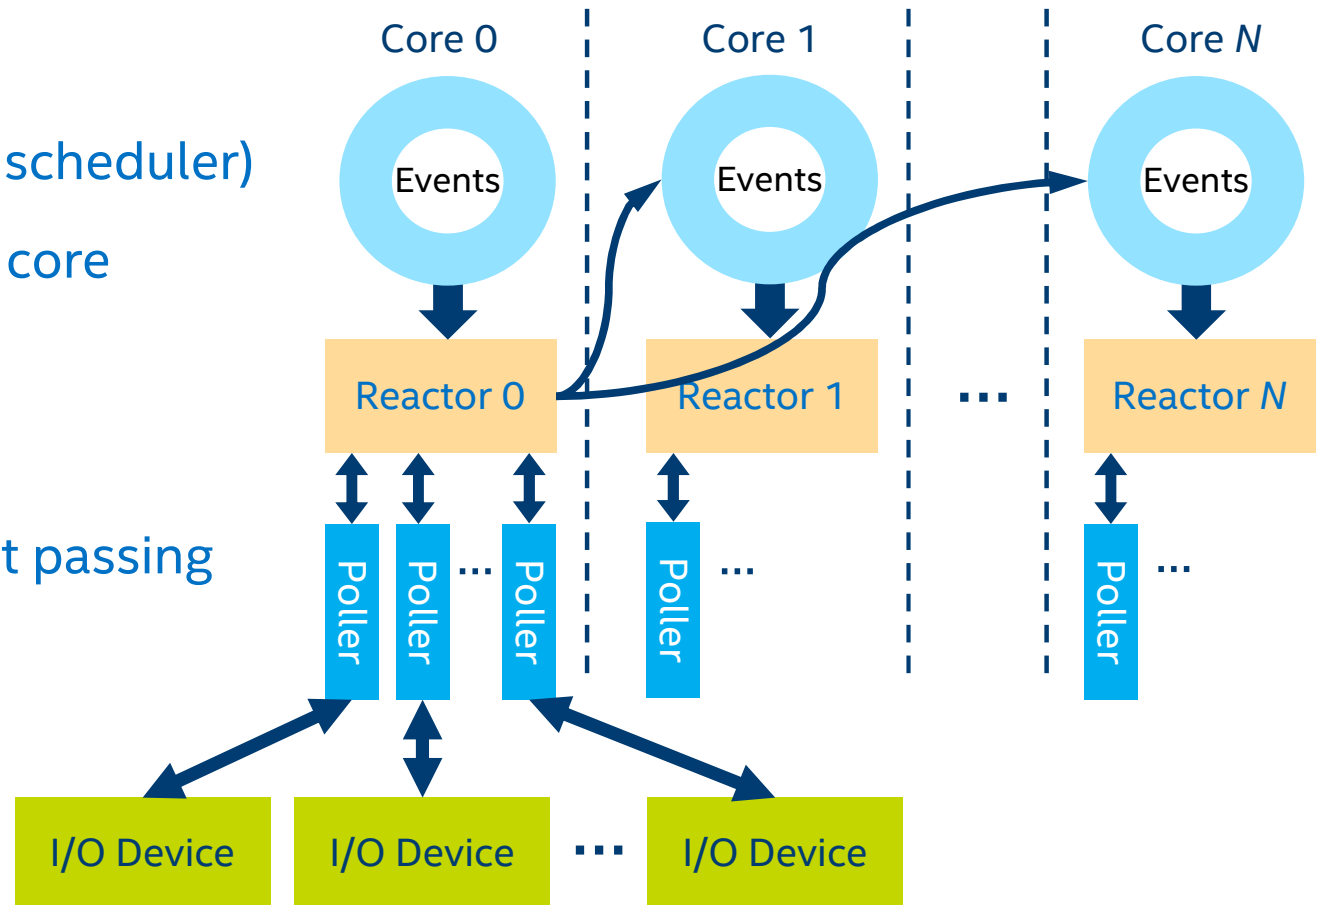 Core 0
Core 1
Core N
scheduler)
Events
Events
Events
core
Reactor 0
Reactor 1
...
Reactor N
t passing
Poller
Poller
...
Poller
Poller
...
Poller
...
I/O Device
I/O Device
...
I/O Device